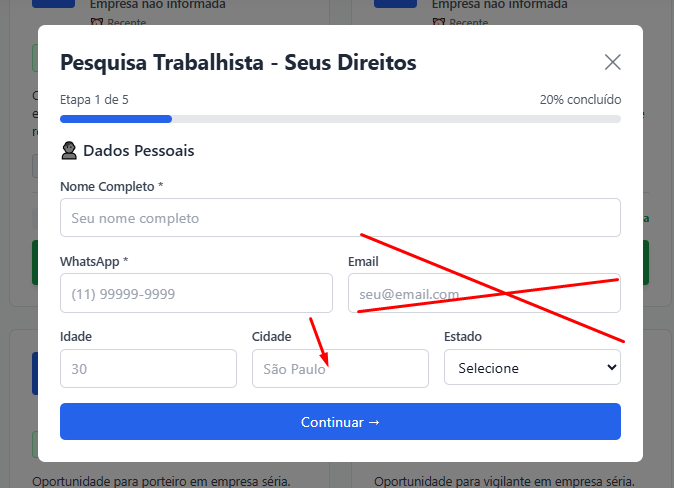 Empresa não informada
Empresa não informada
Recente
Recente
Pesquisa Trabalhista - Seus Direitos
Etapa 1 de 5
20% concluído
Dados Pessoais
Nome Completo *
Seu nome completo
WhatsApp *
Email
(11) 99999-9999
seu@email.com
Idade
Cidade
Estado
30
São Paulo
Selecione
Continuar →
Oportunidade para porteiro em empresa séria.
Oportunidade para vigilante em empresa séria.